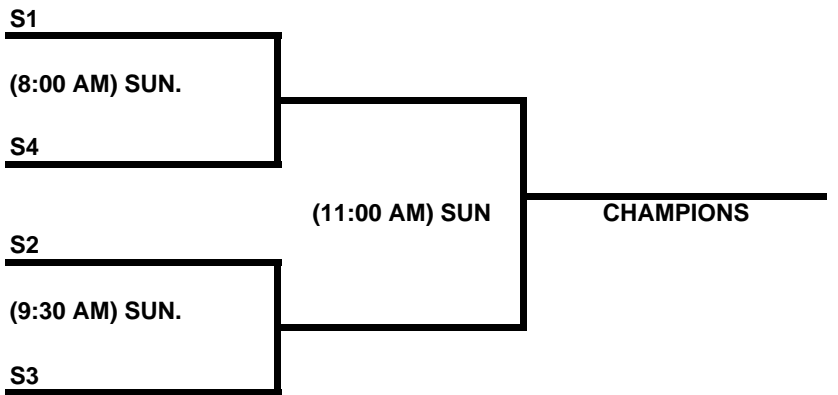 S1
(8:00 AM) SUN.
S4
(11:00 AM) SUN
CHAMPIONS
S2
(9:30 AM) SUN.
S3